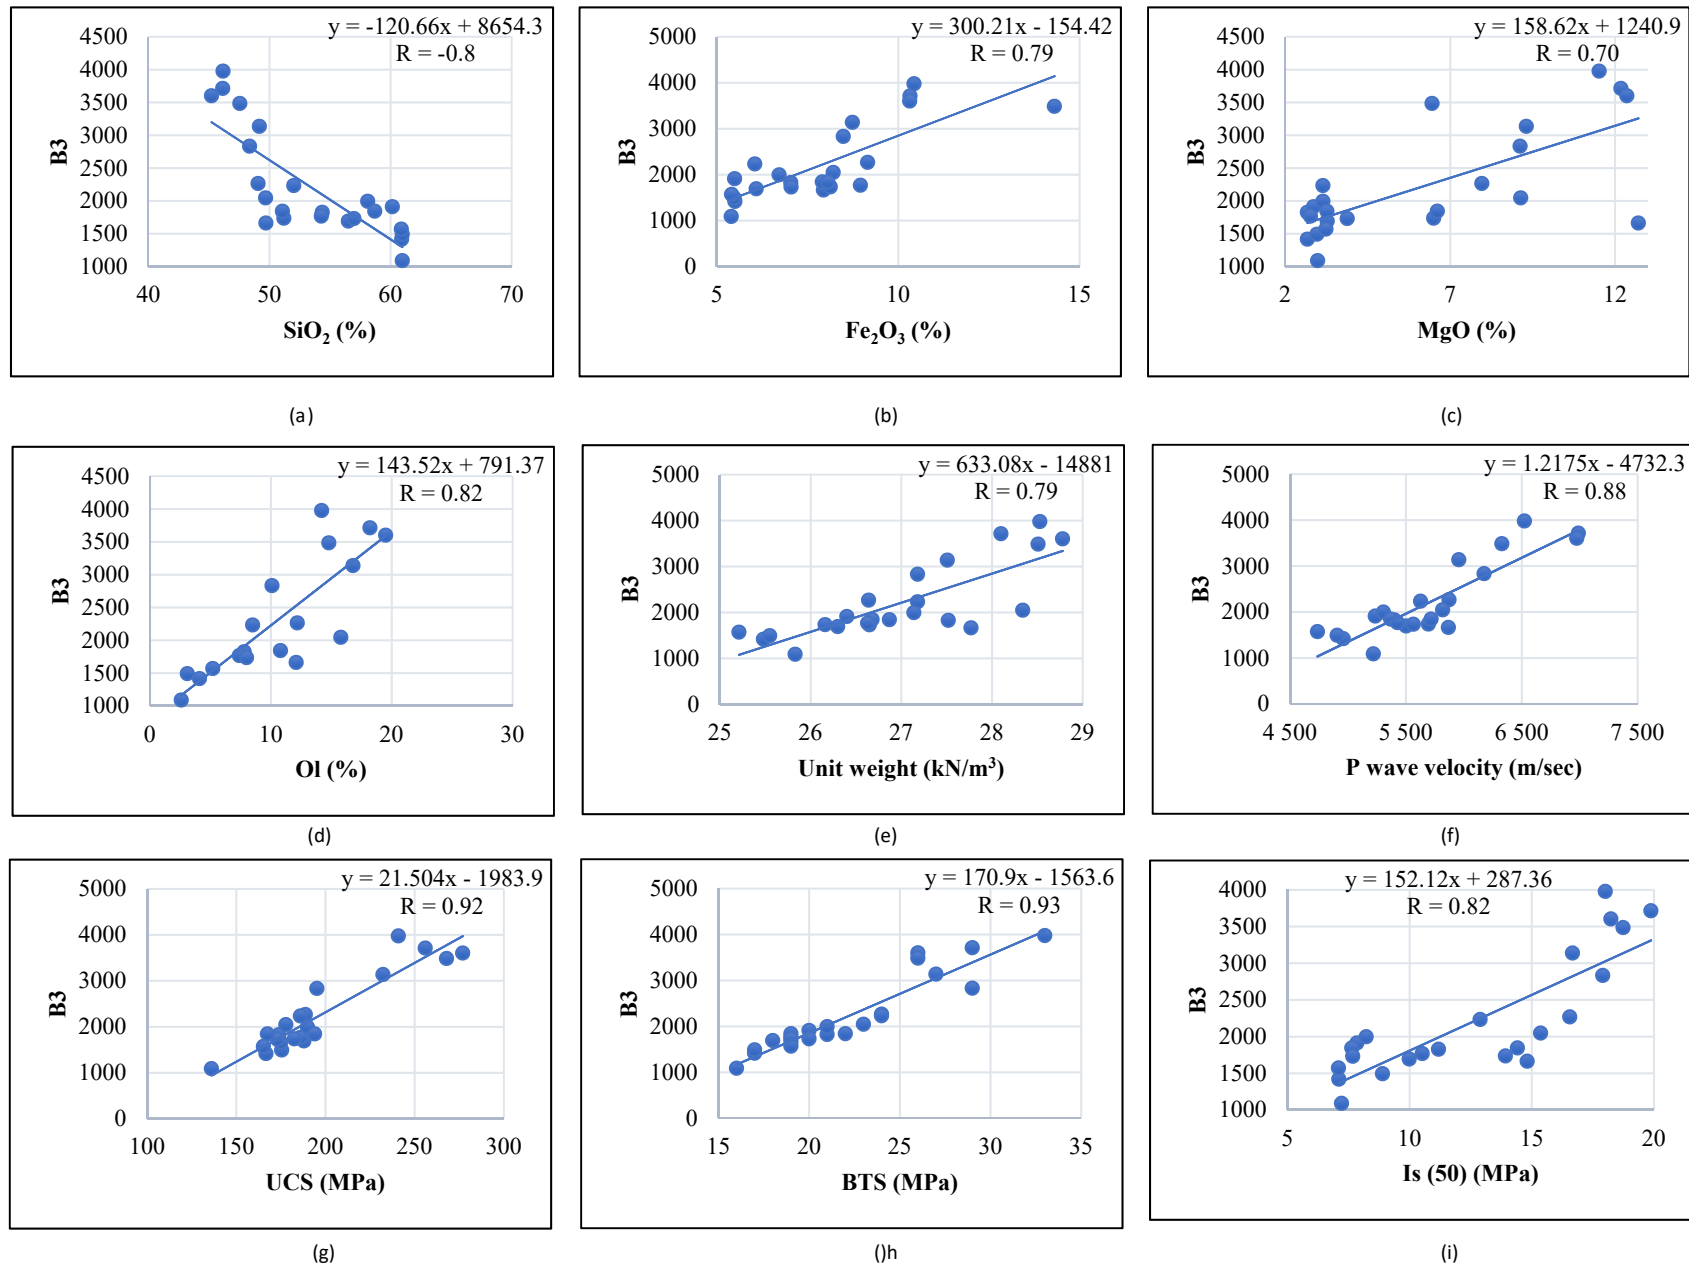 y = -120.66x + 8654.3
R = -0.8
4500
4000
3500
3000
2500
2000
1500
1000
B3
40 50 60 70
SiO₂ (%)
(a)
y = 300.21x - 154.42
R = 0.79
5000
4000
3000
2000
1000
0
B3
5 10 15
Fe₂O₃ (%)
(b)
y = 158.62x + 1240.9
R = 0.70
4500
4000
3500
3000
2500
2000
1500
1000
B3
2 7 12
MgO (%)
(c)
y = 143.52x + 791.37
R = 0.82
4500
4000
3500
3000
2500
2000
1500
1000
B3
0 10 20 30
Ol (%)
(d)
y = 633.08x - 14881
R = 0.79
5000
4000
3000
2000
1000
0
B3
25 26 27 28 29
Unit weight (kN/m³)
(e)
y = 1.2175x - 4732.3
R = 0.88
5000
4000
3000
2000
1000
0
B3
4 500 5 500 6 500 7 500
P wave velocity (m/sec)
(f)
y = 21.504x - 1983.9
R = 0.92
5000
4000
3000
2000
1000
0
B3
100 150 200 250 300
UCS (MPa)
(g)
y = 170.9x - 1563.6
R = 0.93
5000
4000
3000
2000
1000
0
B3
15 20 25 30 35
BTS (MPa)
()h
y = 152.12x + 287.36
R = 0.82
4000
3500
3000
2500
2000
1500
1000
B3
5 10 15 20
Is (50) (MPa)
(i)